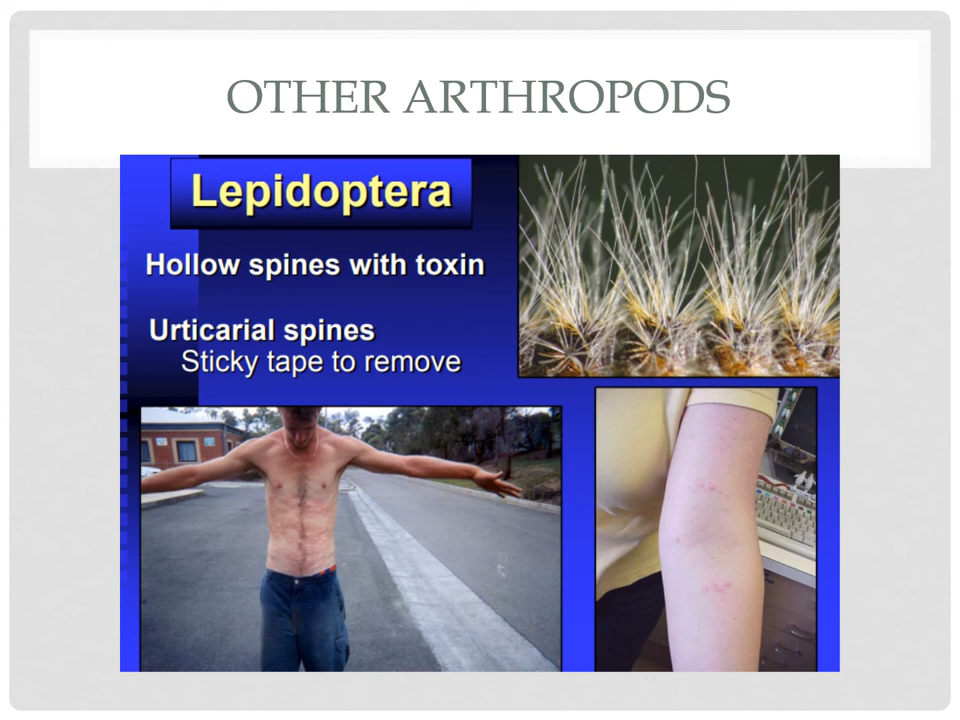 OTHER ARTHROPODS
Lepidoptera
Hollow spines with toxin
Urticarial spines
Sticky tape to remove